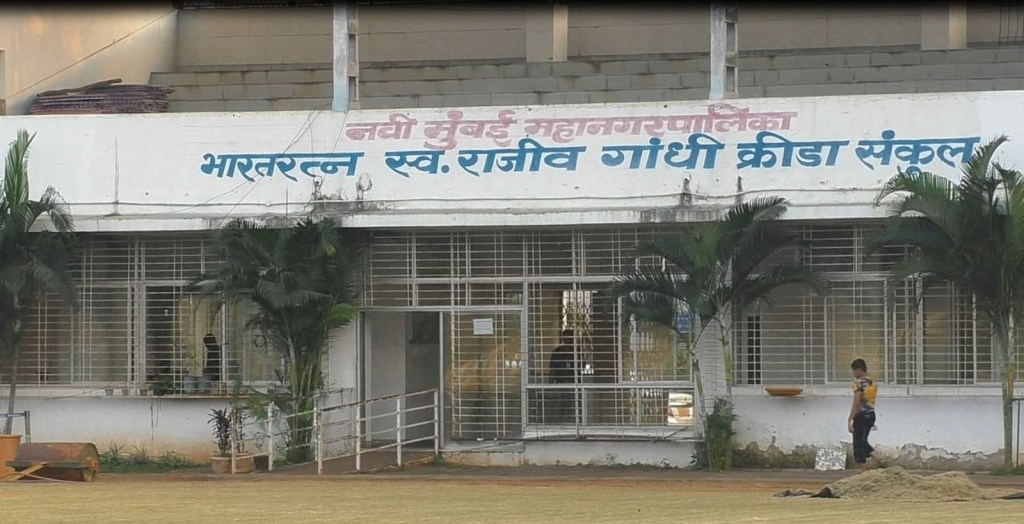 नवी मुंबई महानगरपालिका
भारतरत्न स्व. राजीव गांधी क्रीडा संकुल